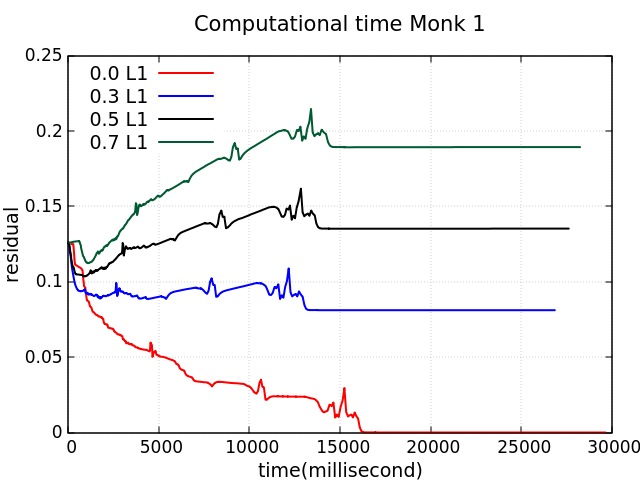 Computational time Monk 1
0.25
0.2
0.15
0.1
0.05
0
0.0 L1
0.3 L1
0.5 L1
0.7 L1
residual
0
5000
10000
15000
20000
25000
30000
time(millisecond)